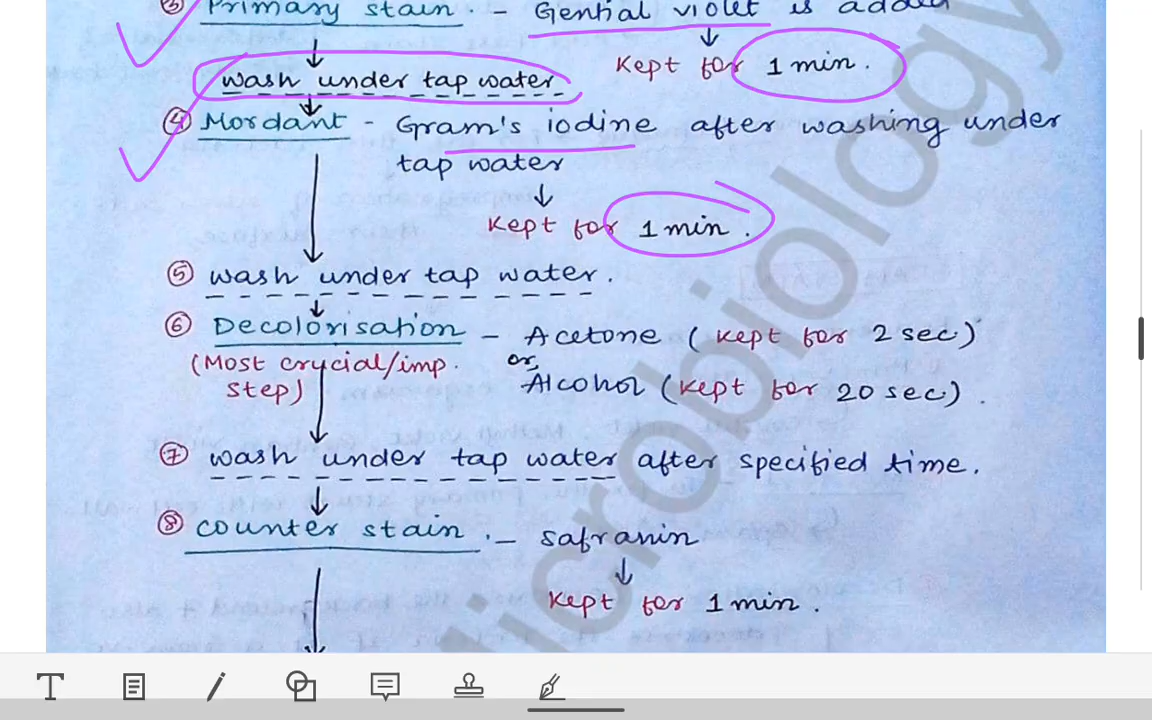 ③ Primary stain. - Gential violet is added
↓ ↓
wash under tap water Kept for 1 min.
↓
④ Mordant - Gram's iodine after washing under
tap water
↓
Kept for 1 min.
⑤ wash under tap water.
↓
⑥ Decolorisation - Acetone (Kept for 2 sec)
(Most crucial/imp. or
step) Alcohol (Kept for 20 sec).
⑦ wash under tap water after specified time.
↓
⑧ counter stain. - safranin
↓
Kept for 1 min.
Microbiology
T